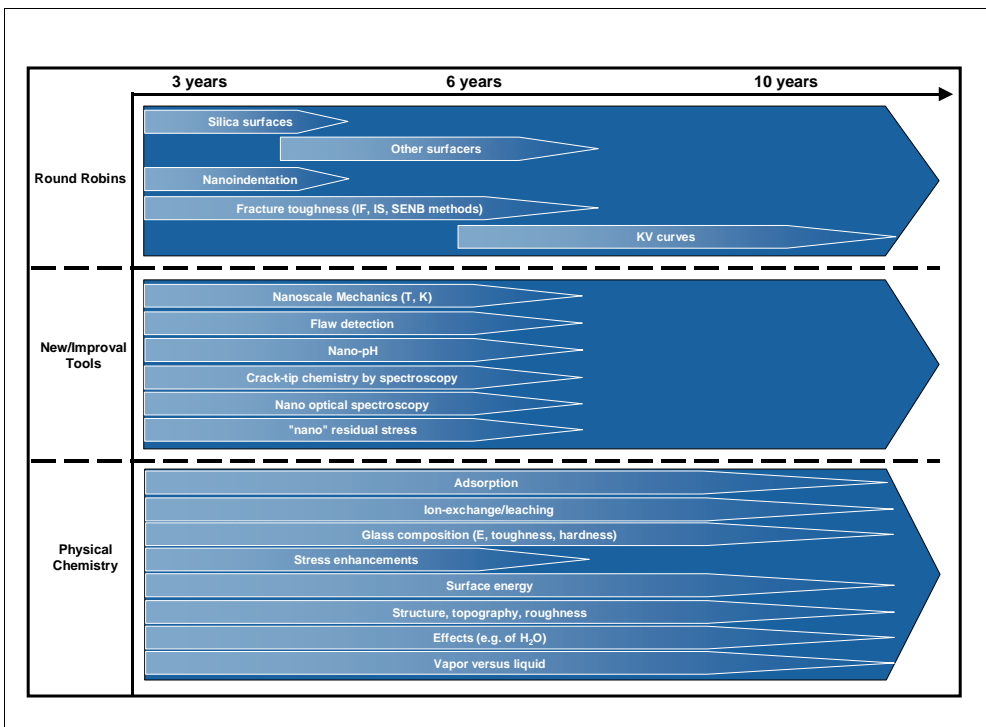 3 years 6 years 10 years
Round Robins
Silica surfaces
Other surfacers
Nanoindentation
Fracture toughness (IF, IS, SENB methods)
KV curves
New/Improval
Tools
Nanoscale Mechanics (T, K)
Flaw detection
Nano-pH
Crack-tip chemistry by spectroscopy
Nano optical spectroscopy
"nano" residual stress
Physical
Chemistry
Adsorption
Ion-exchange/leaching
Glass composition (E, toughness, hardness)
Stress enhancements
Surface energy
Structure, topography, roughness
Effects (e.g. of H₂O)
Vapor versus liquid